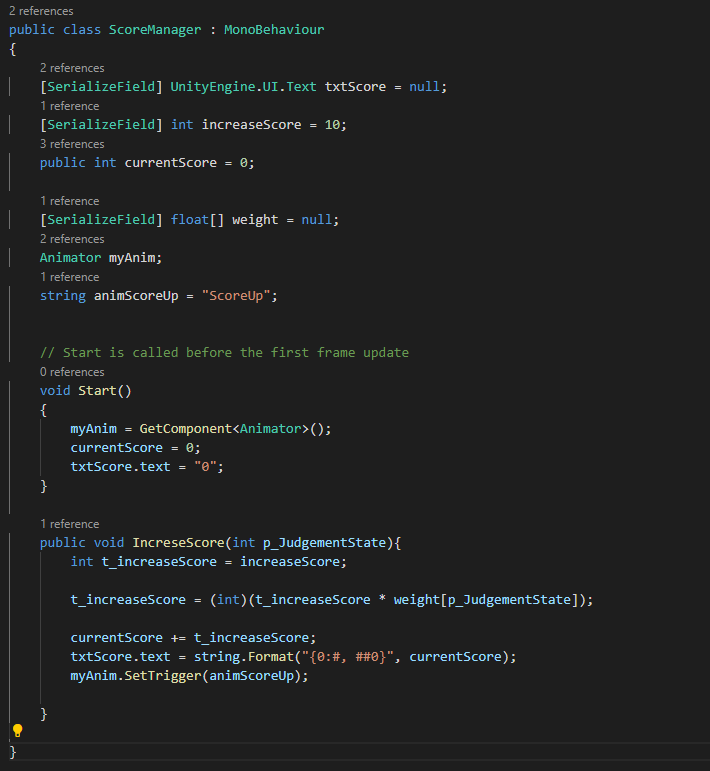 2 references
public class ScoreManager : MonoBehaviour
{
2 references
[SerializeField] UnityEngine.UI.Text txtScore = null;
1 reference
[SerializeField] int increaseScore = 10;
3 references
public int currentScore = 0;
1 reference
[SerializeField] float[] weight = null;
2 references
Animator myAnim;
1 reference
string animScoreUp = "ScoreUp";
// Start is called before the first frame update
0 references
void Start()
{
myAnim = GetComponent<Animator>();
currentScore = 0;
txtScore.text = "0";
}
1 reference
public void IncreseScore(int p_JudgementState){
int t_increaseScore = increaseScore;
t_increaseScore = (int)(t_increaseScore * weight[p_JudgementState]);
currentScore += t_increaseScore;
txtScore.text = string.Format("{0:#, ##0}", currentScore);
myAnim.SetTrigger(animScoreUp);
}
}